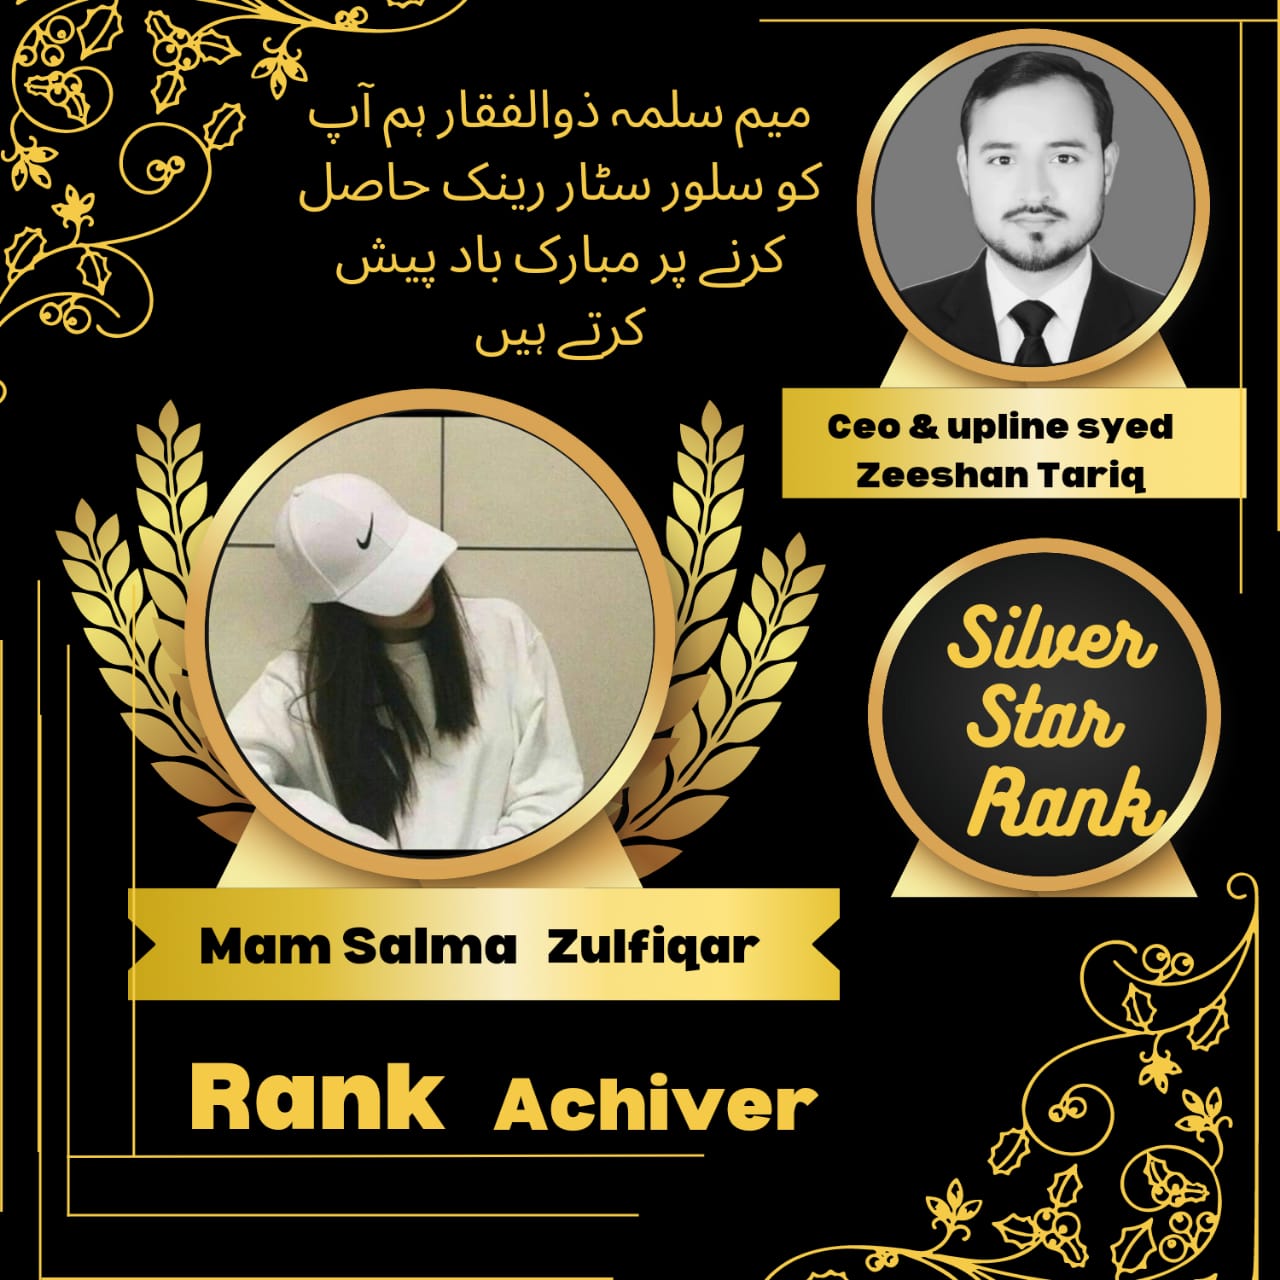 میم سلمہ ذوالفقار ہم آپ
کو سلور سٹار رینک حاصل
کرنے پر مبارک باد پیش
کرتے ہیں
Ceo & upline syed
Zeeshan Tariq
Silver
Star
Rank
Mam Salma Zulfiqar
Rank Achiver